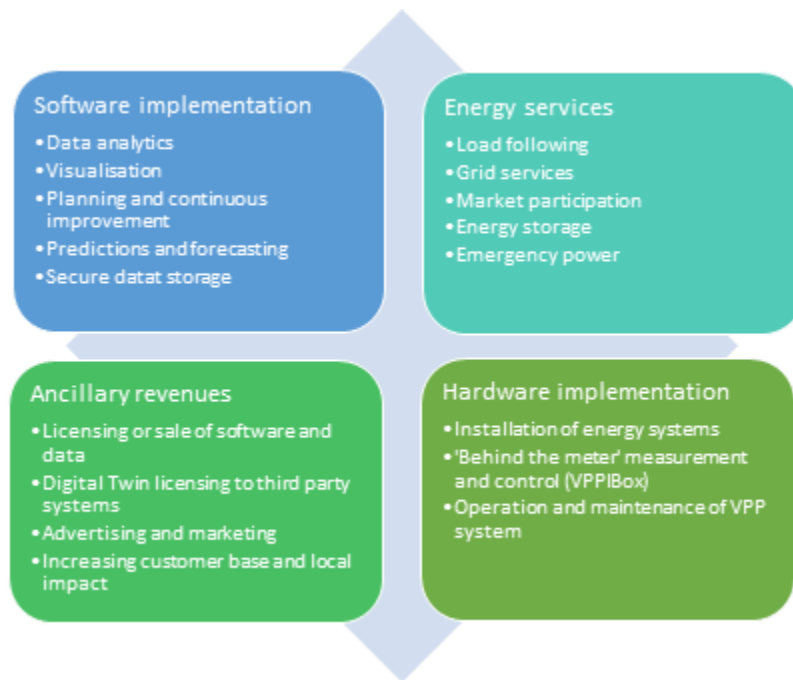 Software implementation
•Data analytics
•Visualisation
•Planning and continuous
improvement
•Predictions and forecasting
•Secure datat storage
Energy services
•Load following
•Grid services
•Market participation
•Energy storage
•Emergency power
Ancillary revenues
•Licensing or sale of software and
data
•Digital Twin licensing to third party
systems
•Advertising and marketing
•Increasing customer base and local
impact
Hardware implementation
•Installation of energy systems
•'Behind the meter' measurement
and control (VPPIBox)
•Operation and maintenance of VPP
system